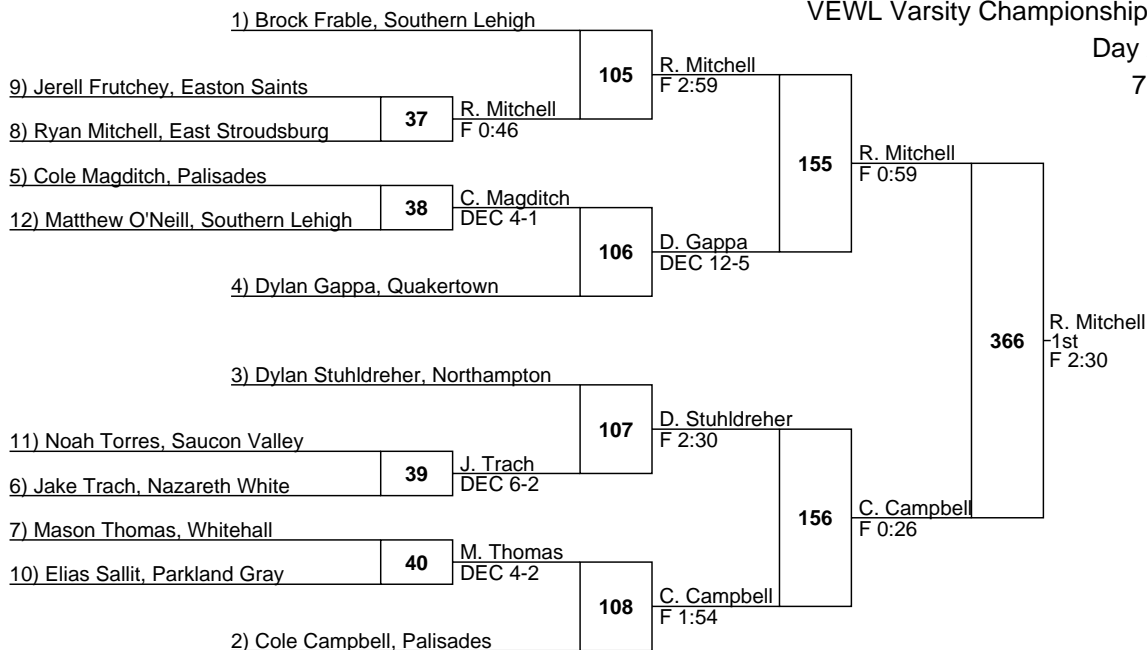 VEWL Varsity Championship
Day
7
1) Brock Frable, Southern Lehigh
105
R. Mitchell
F 2:59
9) Jerell Frutchey, Easton Saints
37
R. Mitchell
F 0:46
8) Ryan Mitchell, East Stroudsburg
155
R. Mitchell
F 0:59
5) Cole Magditch, Palisades
38
C. Magditch
DEC 4-1
12) Matthew O'Neill, Southern Lehigh
106
D. Gappa
DEC 12-5
4) Dylan Gappa, Quakertown
366
R. Mitchell
1st
F 2:30
3) Dylan Stuhldreher, Northampton
107
D. Stuhldreher
F 2:30
11) Noah Torres, Saucon Valley
39
J. Trach
DEC 6-2
6) Jake Trach, Nazareth White
156
C. Campbell
F 0:26
7) Mason Thomas, Whitehall
40
M. Thomas
DEC 4-2
10) Elias Sallit, Parkland Gray
108
C. Campbell
F 1:54
2) Cole Campbell, Palisades